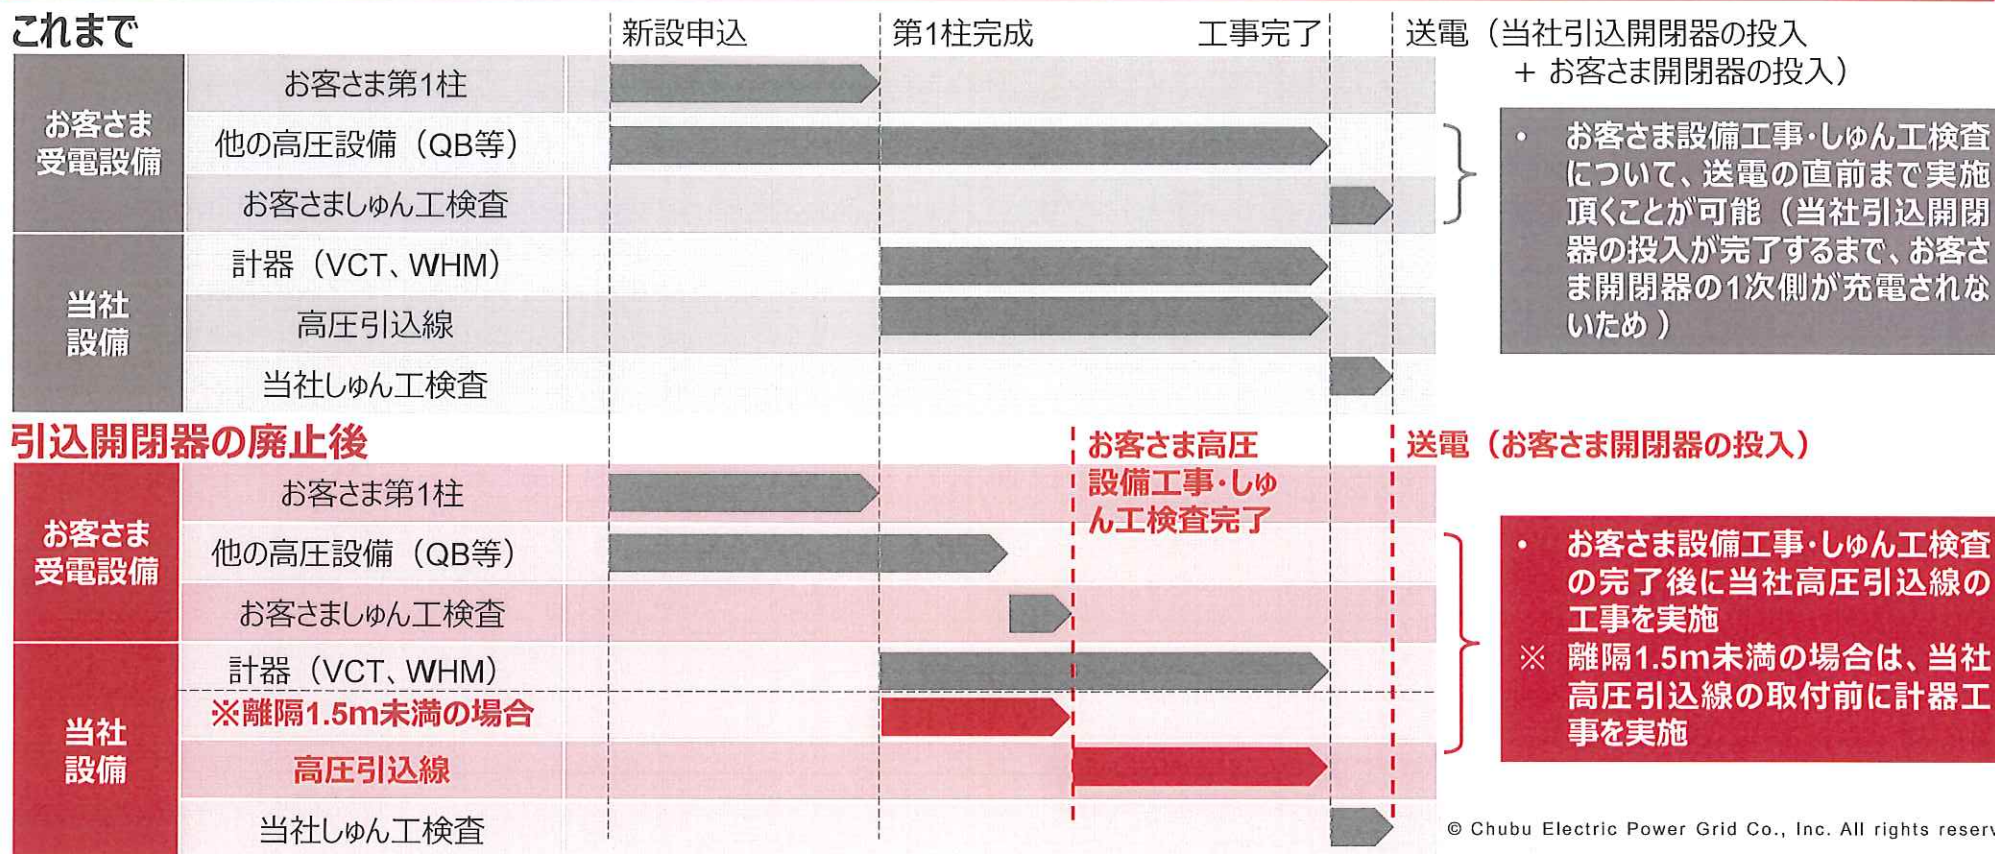 これまで
新設申込
第1柱完成
工事完了
送電（当社引込開閉器の投入
+ お客さま開閉器の投入）
お客さま
受電設備
お客さま第1柱
他の高圧設備（QB等）
お客さましゅん工検査
当社
設備
計器（VCT、WHM）
高圧引込線
当社しゅん工検査
・ お客さま設備工事・しゅん工検査
について、送電の直前まで実施
頂くことが可能（当社引込開閉
器の投入が完了するまで、お客さ
ま開閉器の1次側が充電されな
いため ）
引込開閉器の廃止後
お客さま高圧
設備工事・しゅ
ん工検査完了
送電（お客さま開閉器の投入）
お客さま
受電設備
お客さま第1柱
他の高圧設備（QB等）
お客さましゅん工検査
当社
設備
計器（VCT、WHM）
※離隔1.5m未満の場合
高圧引込線
当社しゅん工検査
・ お客さま設備工事・しゅん工検査
の完了後に当社高圧引込線の
工事を実施
※ 離隔1.5m未満の場合は、当社
高圧引込線の取付前に計器工
事を実施
© Chubu Electric Power Grid Co., Inc. All rights reserv